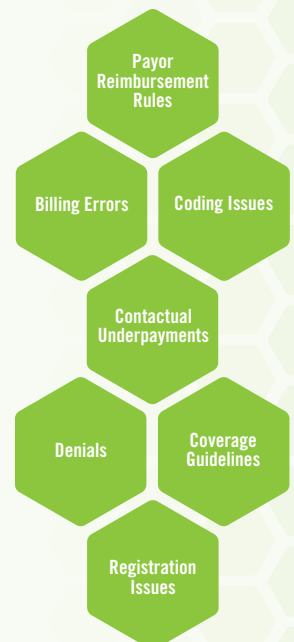 Payor
Reimbursement
Rules
Billing Errors
Coding Issues
Contactual
Underpayments
Denials
Coverage
Guidelines
Registration
Issues